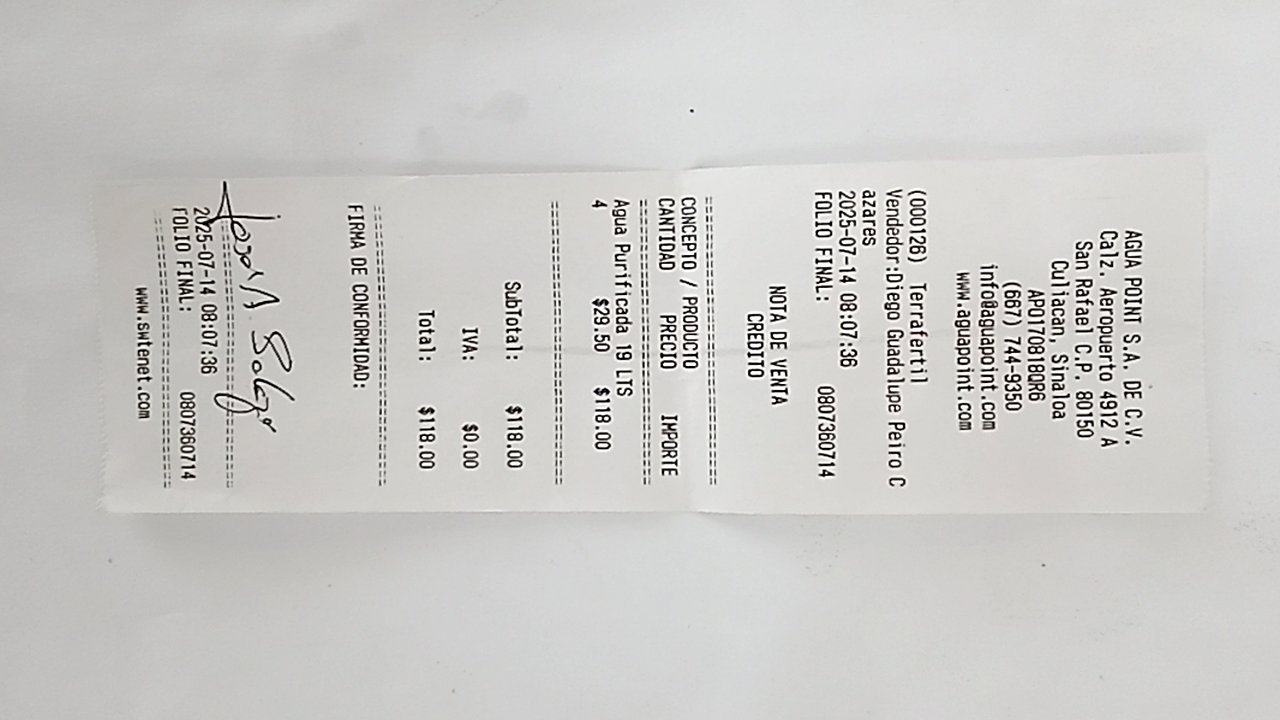 AGUA POINT S.A. DE C.V.
Calz. Aeropuerto 4912 A
San Rafael C.P. 80150
Culiacan, Sinaloa
APO170818QR6
(667) 744-9350
info@aguapoint.com
www.aguapoint.com
(000126) Terrafertil
Vendedor:Diego Guadalupe Peiro C
azares
2025-07-14 08:07:36
FOLIO FINAL: 0807360714
NOTA DE VENTA
CREDITO
================================
CONCEPTO / PRODUCTO
CANTIDAD PRECIO IMPORTE
================================
Agua Purificada 19 LTS
4 $29.50 $118.00
================================
SubTotal: $118.00
IVA: $0.00
Total: $118.00
================================
FIRMA DE CONFORMIDAD:
================================
2025-07-14 08:07:36
FOLIO FINAL: 0807360714
================================
www.swtenet.com